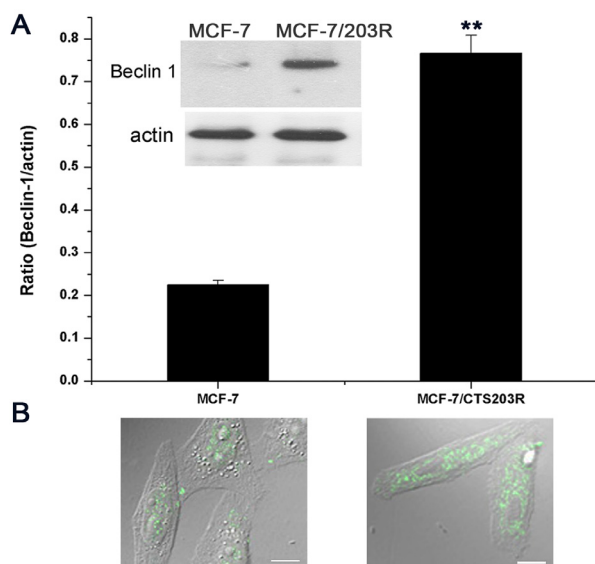 A
MCF-7 MCF-7/203R
Beclin 1
actin
**
Ratio (Beclin-1/actin)
0.8
0.7
0.6
0.5
0.4
0.3
0.2
0.1
0.0
MCF-7 MCF-7/CTS203R
B